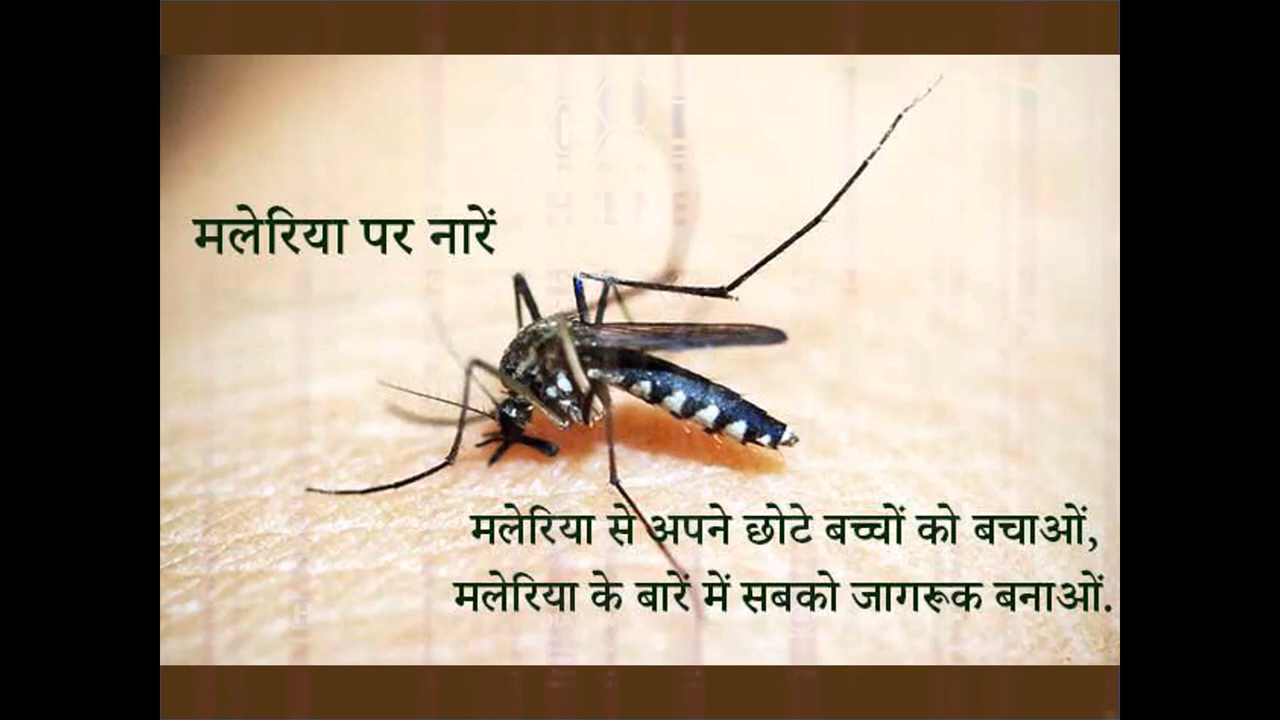 मलेरिया पर नारें
मलेरिया से अपने छोटे बच्चों को बचाओं,
मलेरिया के बारें में सबको जागरूक बनाओं.